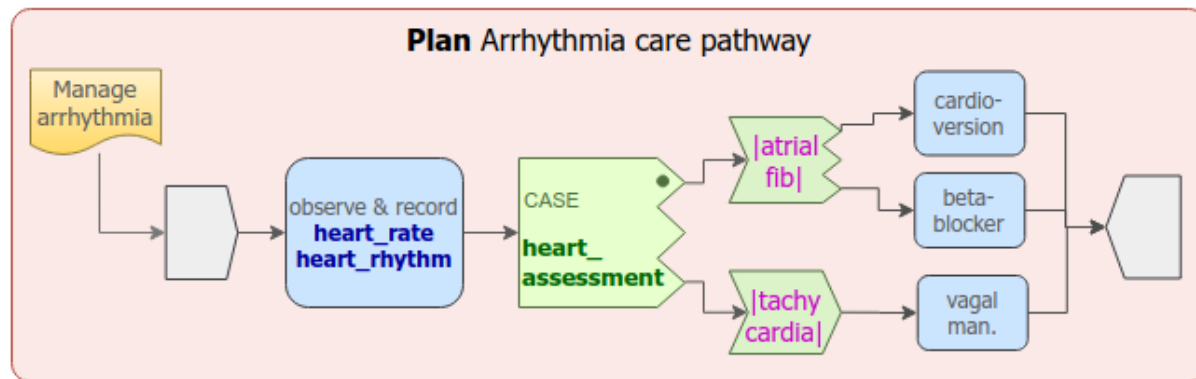 Plan Arrhythmia care pathway
Manage
arrhythmia
observe & record
heart_rate
heart_rhythm
CASE
heart_
assessment
|atrial
fib|
|tachy
cardia|
cardio-
version
beta-
blocker
vagal
man.